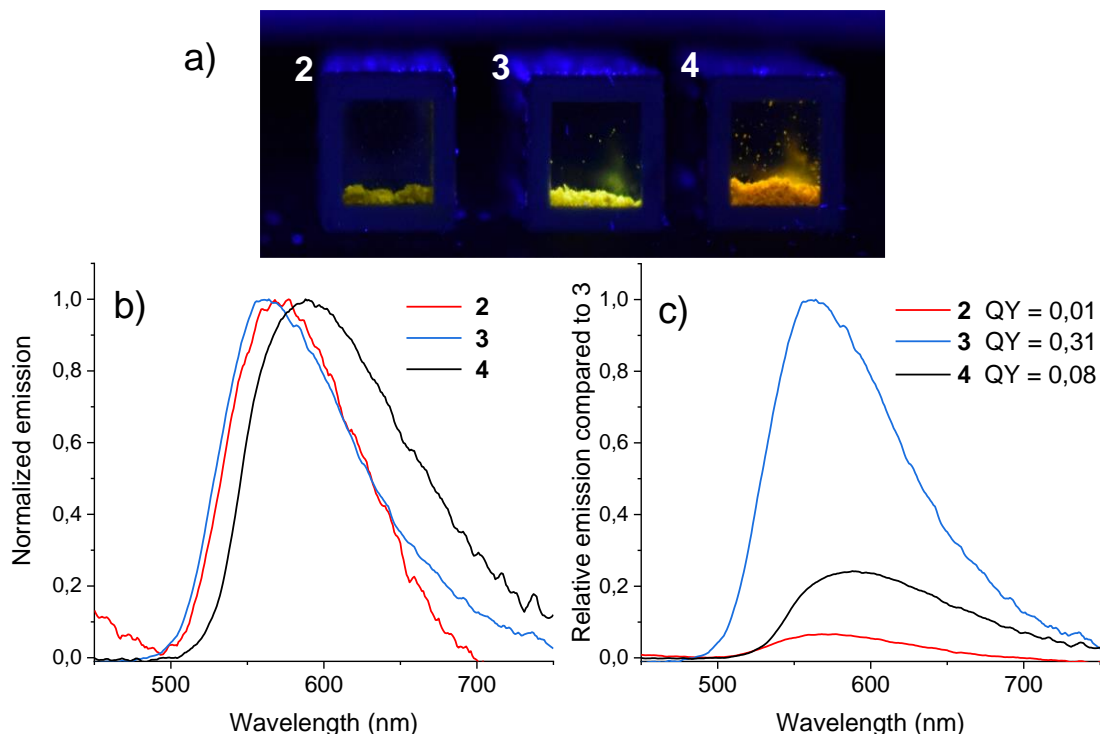 a)
2 3 4
b)
2
3
4
1,0
0,8
0,6
0,4
0,2
0,0
500 600 700
Normalized emission
Wavelength (nm)
c)
2 QY = 0,01
3 QY = 0,31
4 QY = 0,08
1,0
0,8
0,6
0,4
0,2
0,0
500 600 700
Relative emission compared to 3
Wavelength (nm)